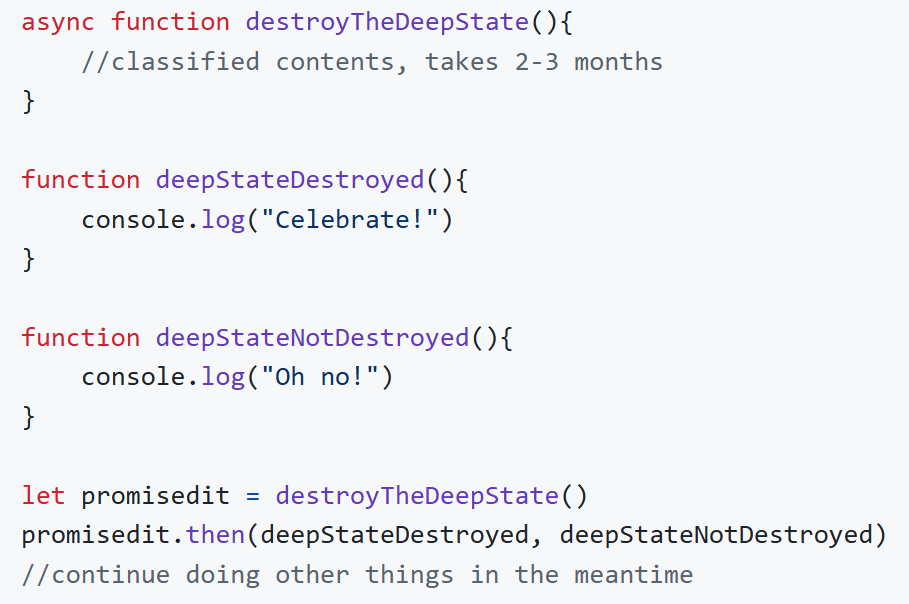 async function destroyTheDeepState(){
    //classified contents, takes 2-3 months
}
function deepStateDestroyed(){
    console.log("Celebrate!")
}
function deepStateNotDestroyed(){
    console.log("Oh no!")
}
let promisedit = destroyTheDeepState()
promisedit.then(deepStateDestroyed, deepStateNotDestroyed)
//continue doing other things in the meantime